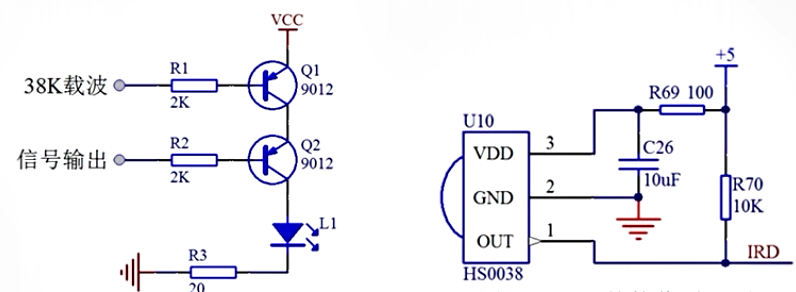 VCC
38K载波
R1
2K
Q1
9012
信号输出
R2
2K
Q2
9012
L1
R3
20
+5
R69 100
U10
VDD
3
C26
10uF
GND
2
R70
10K
OUT
1
IRD
HS0038